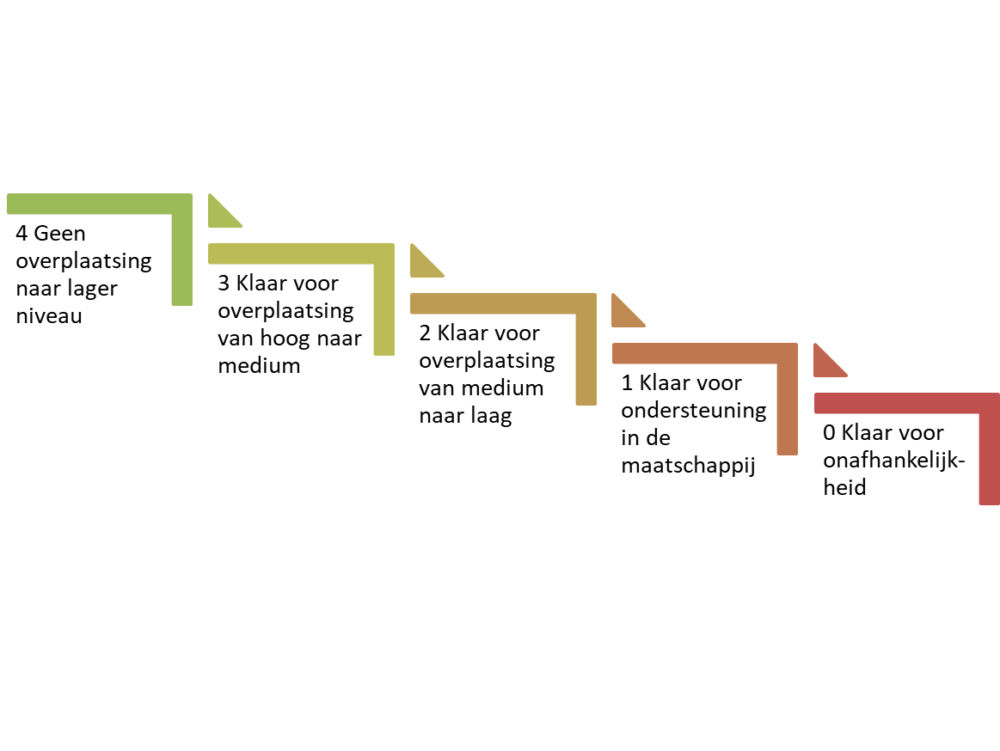 4 Geen
overplaatsing
naar lager
niveau
3 Klaar voor
overplaatsing
van hoog naar
medium
2 Klaar voor
overplaatsing
van medium
naar laag
1 Klaar voor
ondersteuning
in de
maatschappij
0 Klaar voor
onafhankelijk-
heid